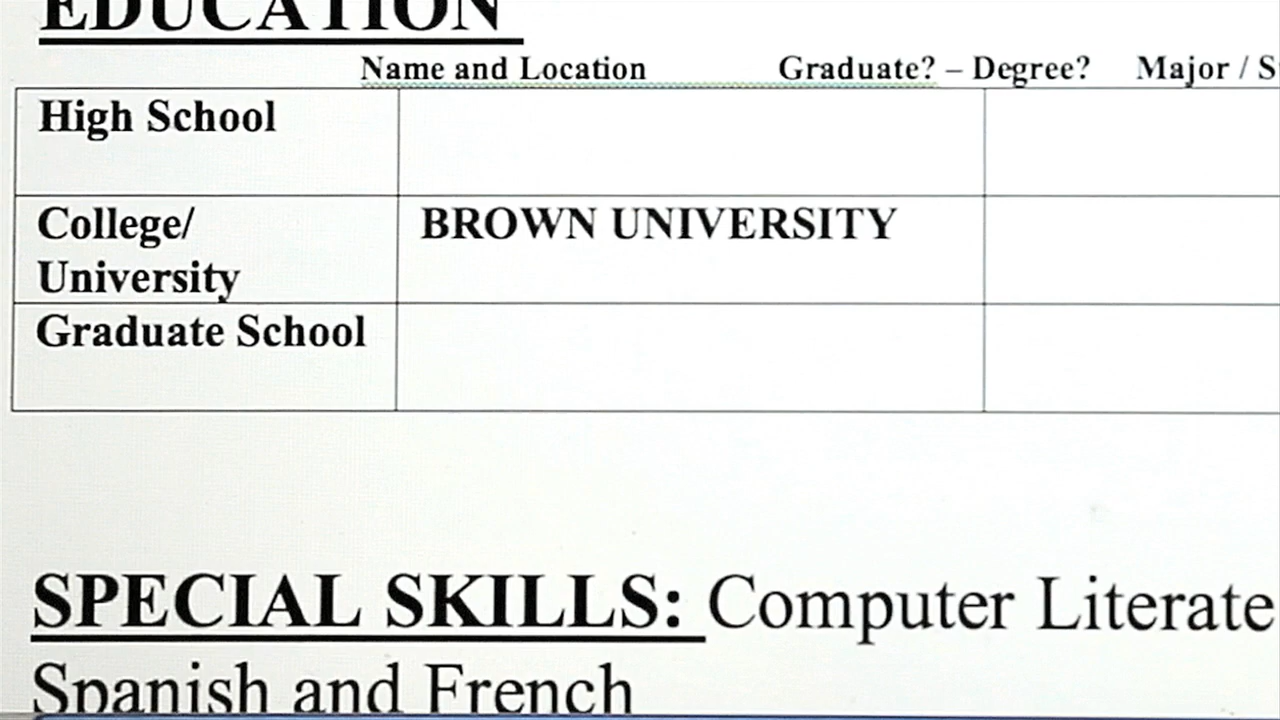 EDUCATION
Name and Location Graduate? – Degree? Major / S
High School
College/ BROWN UNIVERSITY
University
Graduate School
SPECIAL SKILLS: Computer Literate
Spanish and French